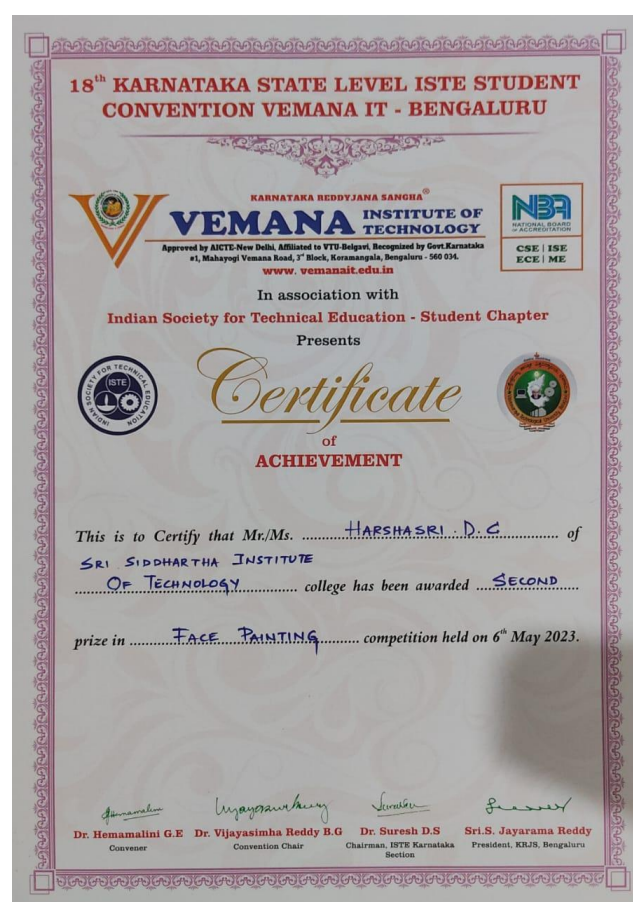 18th KARNATAKA STATE LEVEL ISTE STUDENT
CONVENTION VEMANA IT - BENGALURU
KARNATAKA REDDYJANA SANGHA®
VEMANA INSTITUTE OF TECHNOLOGY
Approved by AICTE-New Delhi, Affiliated to VTU-Belgavi, Recognized by Govt.Karnataka
#1, Mahayogi Vemana Road, 3rd Block, Koramangala, Bengaluru - 560 034.
www. vemanait.edu.in
NBA
NATIONAL BOARD
OF ACCREDITATION
CSE | ISE
ECE | ME
In association with
Indian Society for Technical Education - Student Chapter
Presents
INDIAN SOCIETY FOR TECHNICAL EDUCATION
ISTE
Certificate
of
ACHIEVEMENT
This is to Certify that Mr./Ms. HARSHASRI . D. C of
SRI SIDDHARTHA INSTITUTE
OF TECHNOLOGY college has been awarded SECOND
prize in FACE PAINTING competition held on 6th May 2023.
Dr. Hemamalini G.E
Convener
Dr. Vijayasimha Reddy B.G
Convention Chair
Dr. Suresh D.S
Chairman, ISTE Karnataka
Section
Sri.S. Jayarama Reddy
President, KRJS, Bengaluru